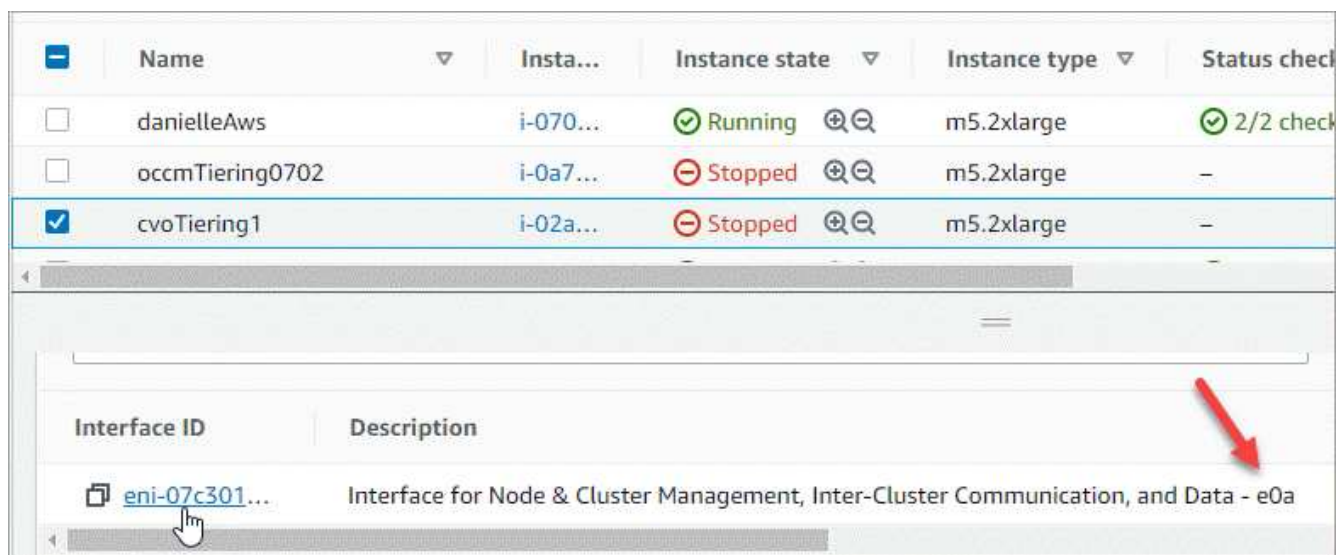 Name Insta... Instance state Instance type Status check
danielleAws i-070... Running m5.2xlarge 2/2 check
occmTiering0702 i-0a7... Stopped m5.2xlarge –
cvoTiering1 i-02a... Stopped m5.2xlarge –
Interface ID Description
eni-07c301... Interface for Node & Cluster Management, Inter-Cluster Communication, and Data - e0a